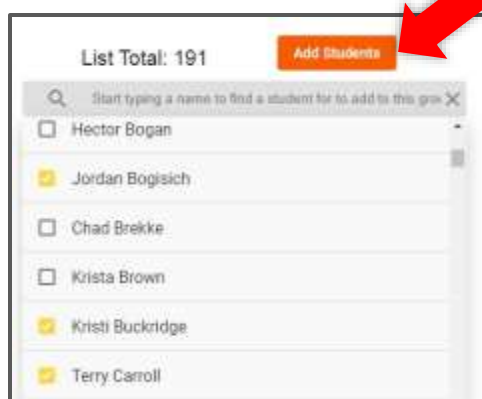 List Total: 191
Add Students
Start typing a name to find a student for to add to this grou
Hector Bogan
Jordan Bogisich
Chad Brekke
Krista Brown
Kristi Buckridge
Terry Carroll